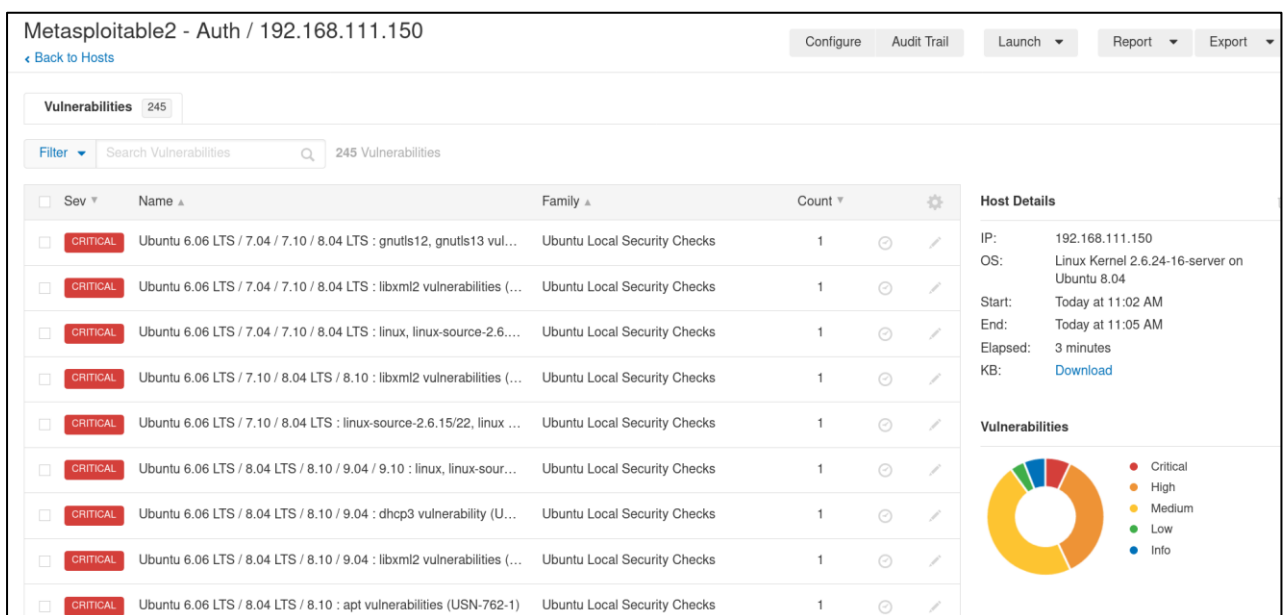 Metasploitable2 - Auth / 192.168.111.150
Configure Audit Trail Launch Report Export
Back to Hosts
Vulnerabilities 245
Filter Search Vulnerabilities 245 Vulnerabilities
Sev Name Family Count
CRITICAL Ubuntu 6.06 LTS / 7.04 / 7.10 / 8.04 LTS : gnutls12, gnutls13 vul... Ubuntu Local Security Checks 1
CRITICAL Ubuntu 6.06 LTS / 7.04 / 7.10 / 8.04 LTS : libxml2 vulnerabilities (... Ubuntu Local Security Checks 1
CRITICAL Ubuntu 6.06 LTS / 7.04 / 7.10 / 8.04 LTS : linux, linux-source-2.6.... Ubuntu Local Security Checks 1
CRITICAL Ubuntu 6.06 LTS / 7.10 / 8.04 LTS / 8.10 : libxml2 vulnerabilities (... Ubuntu Local Security Checks 1
CRITICAL Ubuntu 6.06 LTS / 7.10 / 8.04 LTS : linux-source-2.6.15/22, linux ... Ubuntu Local Security Checks 1
CRITICAL Ubuntu 6.06 LTS / 8.04 LTS / 8.10 / 9.04 / 9.10 : linux, linux-sour... Ubuntu Local Security Checks 1
CRITICAL Ubuntu 6.06 LTS / 8.04 LTS / 8.10 / 9.04 : dhcp3 vulnerability (U... Ubuntu Local Security Checks 1
CRITICAL Ubuntu 6.06 LTS / 8.04 LTS / 8.10 / 9.04 : libxml2 vulnerabilities (... Ubuntu Local Security Checks 1
CRITICAL Ubuntu 6.06 LTS / 8.04 LTS / 8.10 : apt vulnerabilities (USN-762-1) Ubuntu Local Security Checks 1
Host Details
IP: 192.168.111.150
OS: Linux Kernel 2.6.24-16-server on
Ubuntu 8.04
Start: Today at 11:02 AM
End: Today at 11:05 AM
Elapsed: 3 minutes
KB: Download
Vulnerabilities
Critical
High
Medium
Low
Info